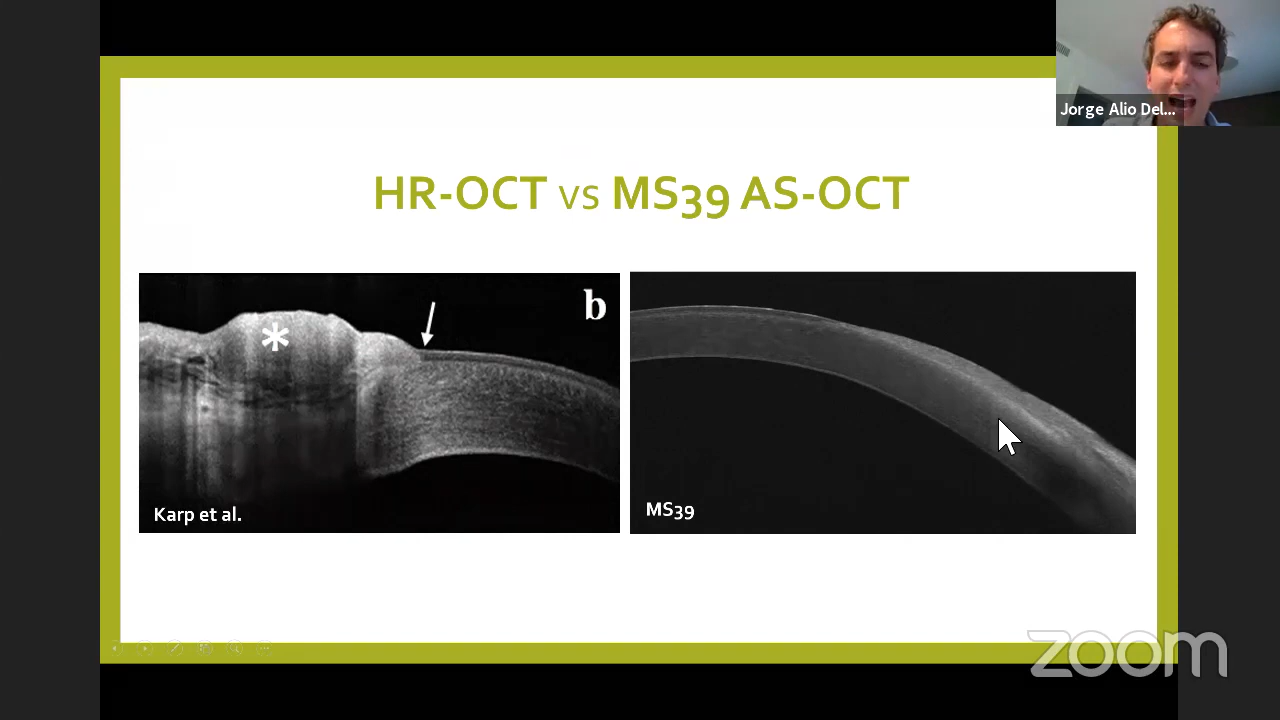 Jorge Alio Del...
HR-OCT vs MS39 AS-OCT
*
b
Karp et al.
MS39
zoom